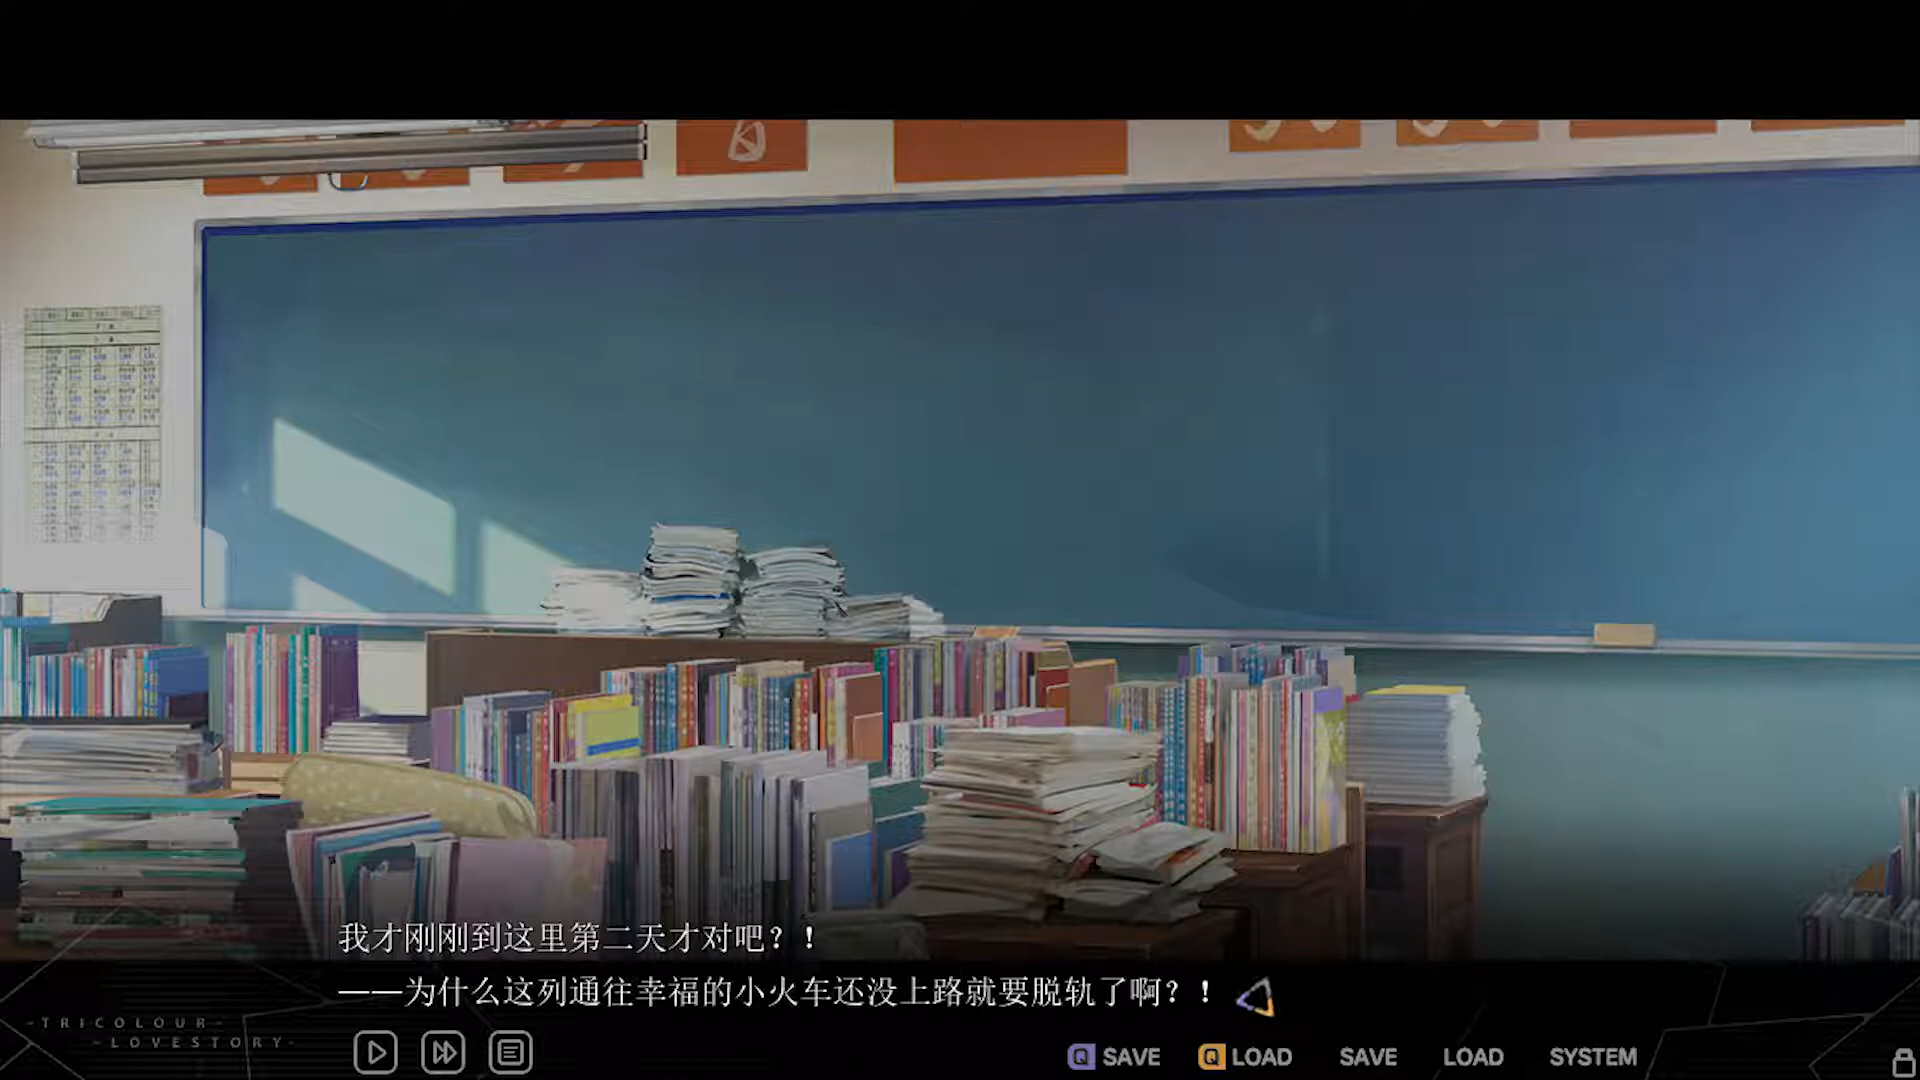 我才刚刚到这里第二天才对吧？！
——为什么这列通往幸福的小火车还没上路就要脱轨了啊？！
-TRICOLOUR-
-LOVESTORY-
Q SAVE
Q LOAD
SAVE
LOAD
SYSTEM